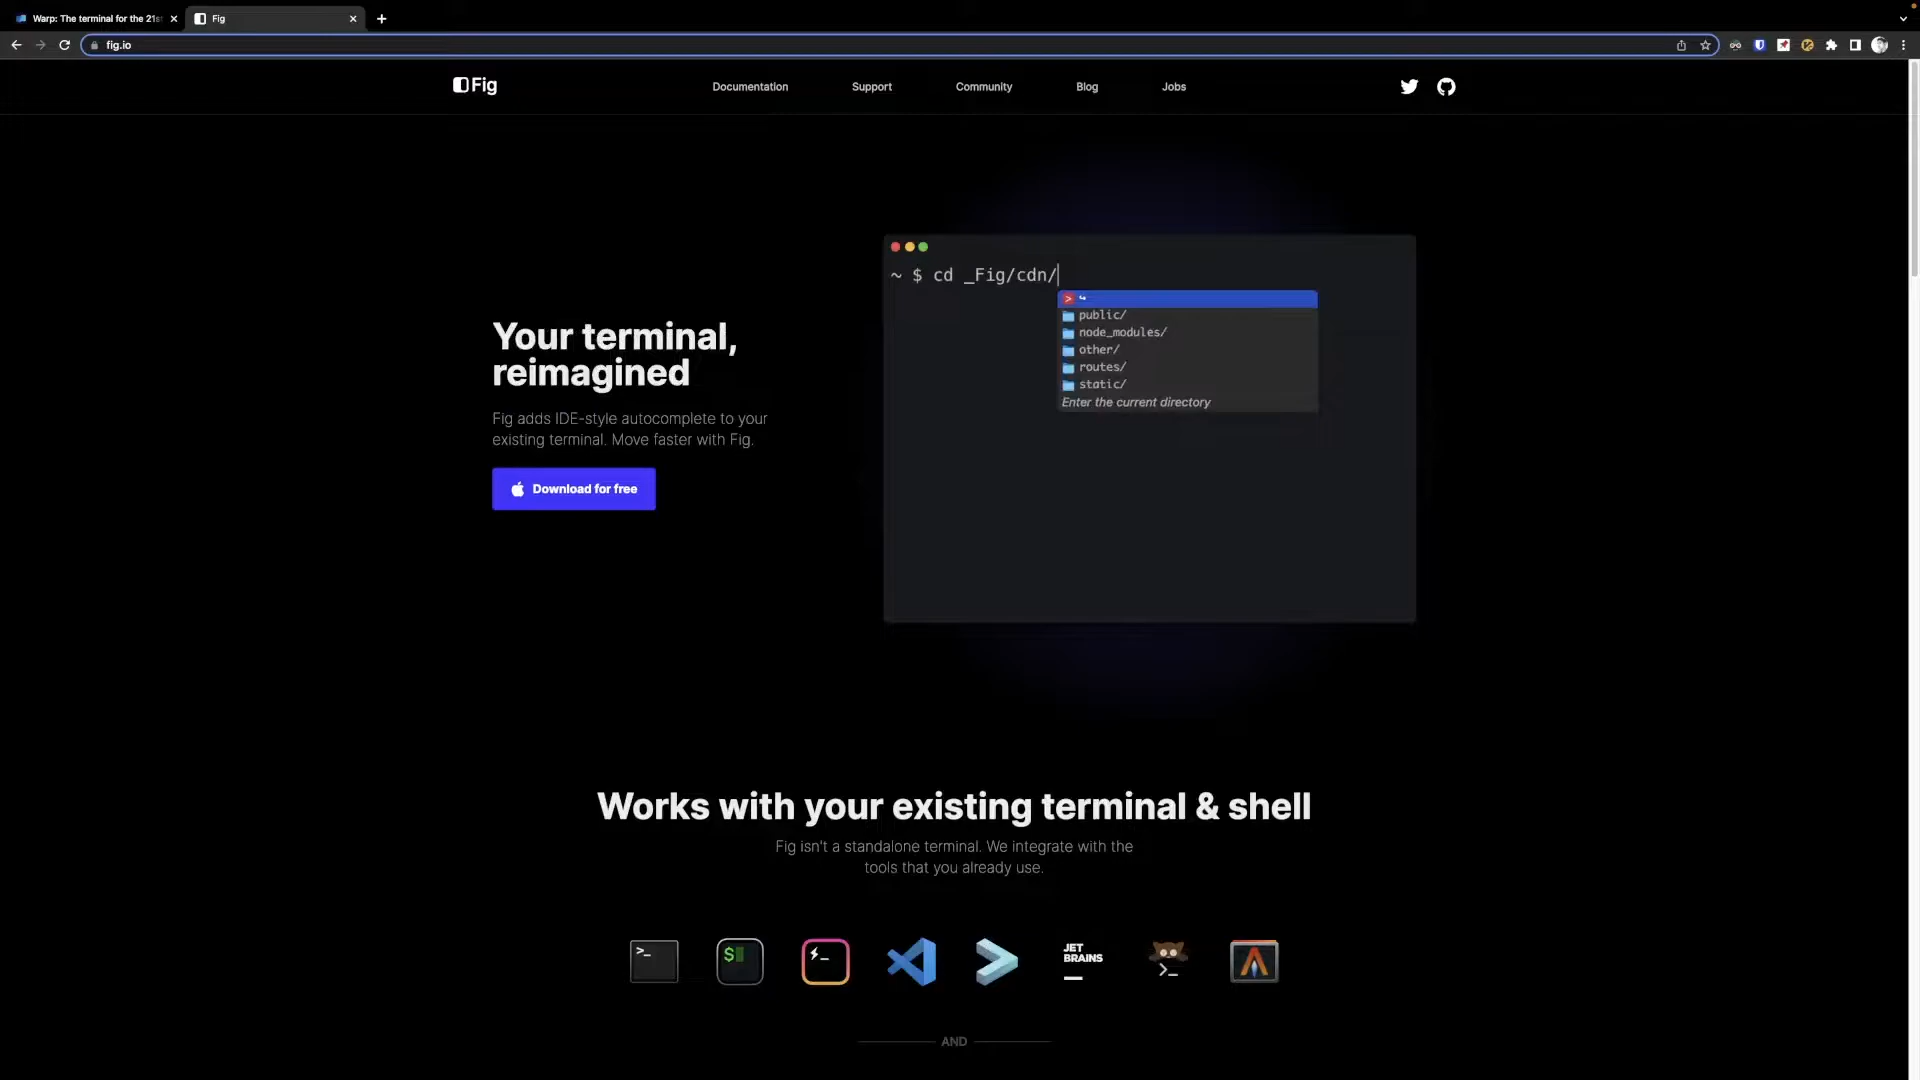 Warp: The terminal for the 21s
Fig
fig.io
Fig
Documentation
Support
Community
Blog
Jobs
~ $ cd _Fig/cdn/
public/
node_modules/
other/
routes/
static/
Enter the current directory
Your terminal,
reimagined
Fig adds IDE-style autocomplete to your
existing terminal. Move faster with Fig.
Download for free
Works with your existing terminal & shell
Fig isn't a standalone terminal. We integrate with the
tools that you already use.
JET
BRAINS
AND